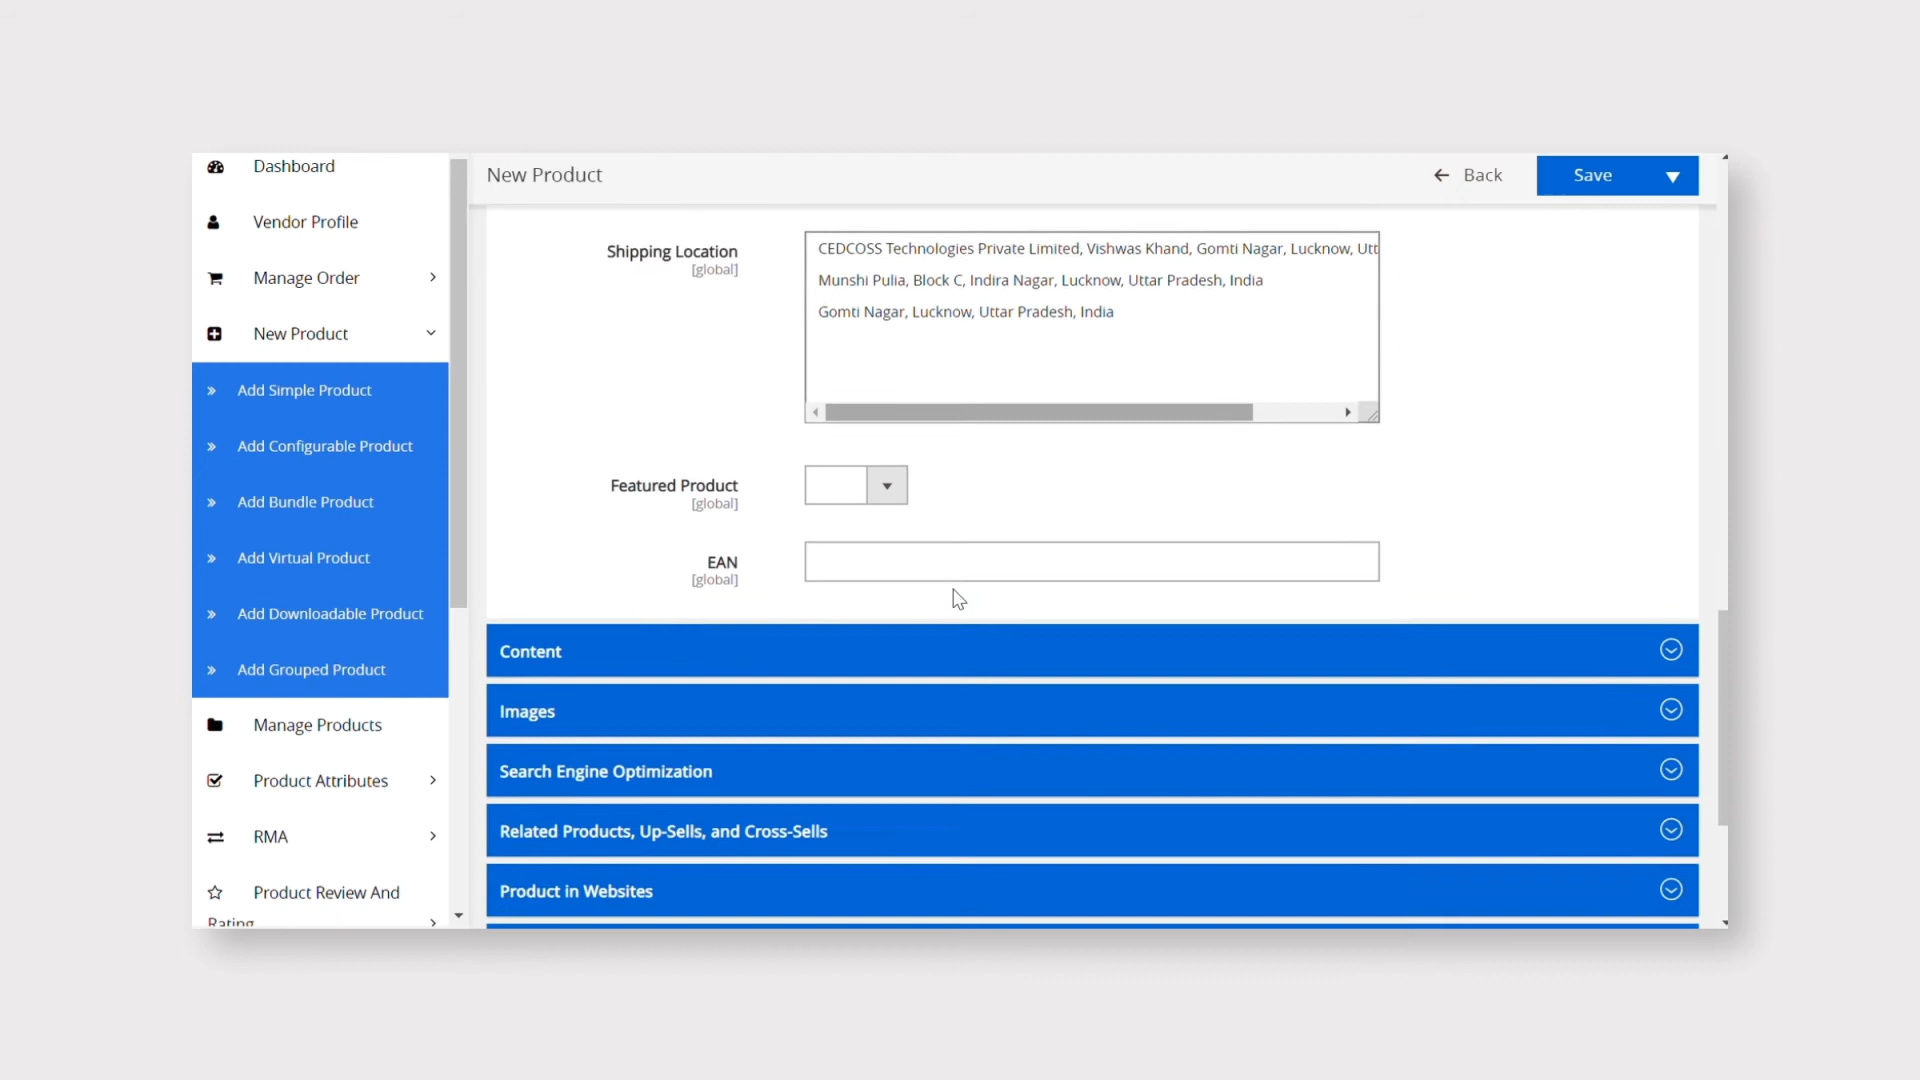 Dashboard
Vendor Profile
Manage Order
New Product
Add Simple Product
Add Configurable Product
Add Bundle Product
Add Virtual Product
Add Downloadable Product
Add Grouped Product
Manage Products
Product Attributes
RMA
Product Review And
Rating
New Product
Back
Save
Shipping Location
[global]
CEDCOSS Technologies Private Limited, Vishwas Khand, Gomti Nagar, Lucknow, Utt
Munshi Pulia, Block C, Indira Nagar, Lucknow, Uttar Pradesh, India
Gomti Nagar, Lucknow, Uttar Pradesh, India
Featured Product
[global]
EAN
[global]
Content
Images
Search Engine Optimization
Related Products, Up-Sells, and Cross-Sells
Product in Websites